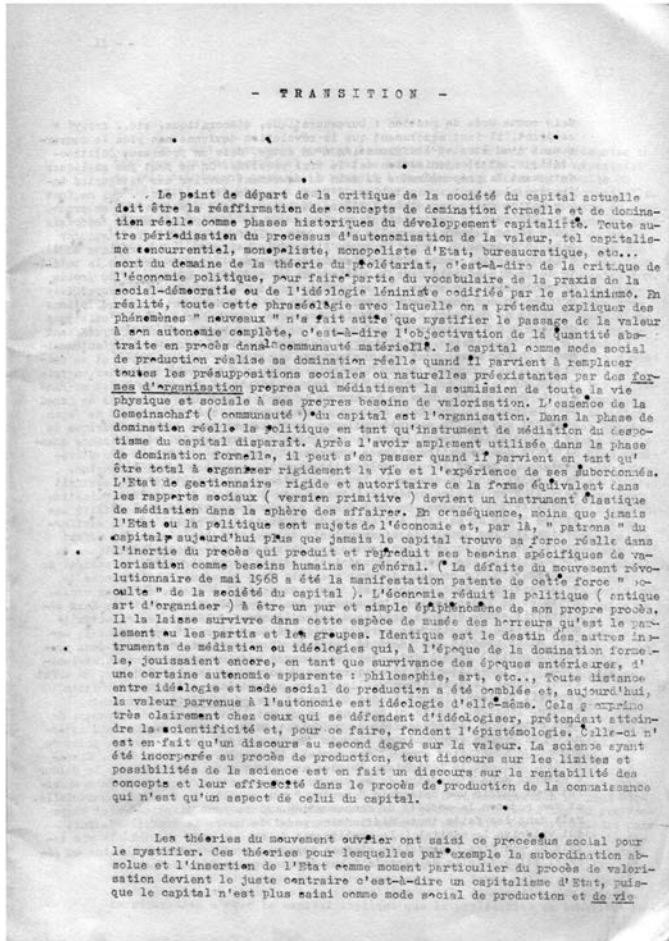 - TRANSITION -
Le point de départ de la critique de la société du capital actuelle
doit être la réaffirmation des concepts de domination formelle et de domina-
tion réelle comme phases historiques du développement capitaliste. Toute au-
tre périodisation du processus d'autonomisation de la valeur, tel capitalis-
me concurrentiel, monopoliste, monopoliste d'Etat, bureaucratique, etc...
sort du domaine de la théorie du prolétariat, c'est-à-dire de la critique de
l'économie politique, pour faire partie du vocabulaire de la praxis de la
social-démocratie ou de l'idéologie léniniste codifiée par le stalinisme. En
réalité, toute cette phraséologie avec laquelle on a prétendu expliquer des
phénomènes " nouveaux " n'a fait autre que mystifier le passage de la valeur
à son autonomie complète, c'est-à-dire l'objectivation de la quantité abs-
traite en procès dans la communauté matérielle. Le capital comme mode social
de production réalise sa domination réelle quand il parvient à remplacer
toutes les présuppositions sociales ou naturelles préexistantes par des for-
mes d'organisation propres qui médiatisent la soumission de toute la vie
physique et sociale à ses propres besoins de valorisation. L'essence de La
Gemeinschaft ( communauté ) du capital est l'organisation. Dans la phase de
domination réelle la politique en tant qu'instrument de médiation du despo-
tisme du capital disparaît. Après l'avoir amplement utilisée dans la phase
de domination formelle, il peut s'en passer quand il parvient en tant qu'
être total à organiser rigidement la vie et l'expérience de ses subordonnés.
L'Etat de gestionnaire rigide et autoritaire de la forme équivalent dans
les rapports sociaux ( version primitive ) devient un instrument élastique
de médiation dans la sphère des affaires. En conséquence, moins que jamais
l'Etat ou la politique sont sujets de l'économie et, par là, " patrons " du
capital; aujourd'hui plus que jamais le capital trouve sa force réelle dans
l'inertie du procès qui produit et reproduit ses besoins spécifiques de va-
lorisation comme besoins humains en général. ( La défaite du mouvement révo-
lutionnaire de mai 1968 a été la manifestation patente de cette force " oc-
culte " de la société du capital ). L'économie réduit la politique ( antique
art d'organiser ) à être un pur et simple épiphénomène de son propre procès.
Il la laisse survivre dans cette espèce de musée des horreurs qu'est le par-
lement ou les partis et les groupes. Identique est le destin des autres ins-
truments de médiation ou idéologies qui, à l'époque de la domination formel-
le, jouissaient encore, en tant que survivance des époques antérieures, d'
une certaine autonomie apparente : philosophie, art, etc.., Toute distance
entre idéologie et mode social de production a été comblée et, aujourd'hui,
la valeur parvenue à l'autonomie est idéologie d'elle-même. Cela s'exprime
très clairement chez ceux qui se défendent d'idéologiser, prétendent attein-
dre la scientificité et, pour ce faire, fondent l'épistémologie. Celle-ci n'
est en fait qu'un discours au second degré sur la valeur. La science ayant
été incorporée au procès de production, tout discours sur les limites et
possibilités de la science est en fait un discours sur la rentabilité des
concepts et leur efficacité dans le procès de production de la connaissance
qui n'est qu'un aspect de celui du capital.
Les théories du mouvement ouvrier ont saisi ce processus social pour
le mystifier. Ces théories pour lesquelles par exemple la subordination ab-
solue et l'insertion de l'Etat comme moment particulier du procès de valori-
sation devient le juste contraire c'est-à-dire un capitalisme d'Etat, puis-
que le capital n'est plus saisi comme mode social de production et de vie